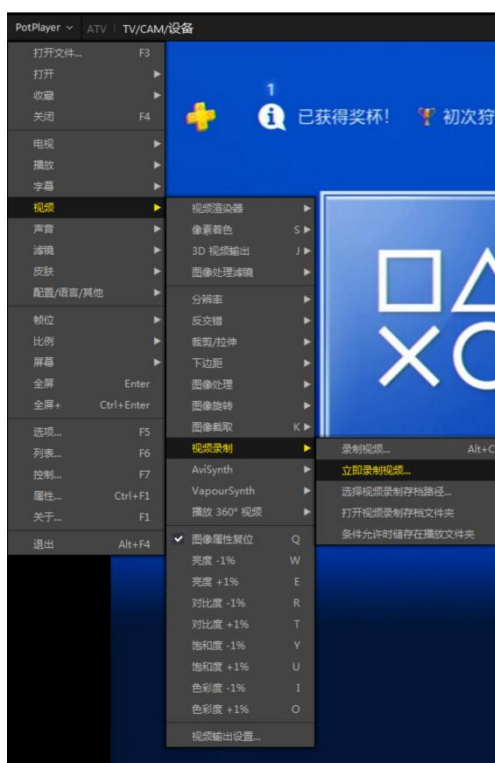 PotPlayer ATV TV/CAM/设备
打开文件... F3
打开
收藏
关闭 F4
电视
播放
字幕
视频
声音
滤镜
皮肤
配置/语言/其他
帧位
比例
屏幕
全屏 Enter
全屏+ Ctrl+Enter
选项... F5
列表... F6
控制... F7
属性... Ctrl+F1
关于... F1
退出 Alt+F4
1
已获得奖杯! 初次狩
视频渲染器
像素着色 S
3D 视频输出 J
图像处理滤镜
分辨率
反交错
裁剪/拉伸
下边距
图像处理
图像旋转
图像截取 K
视频录制
AviSynth
VapourSynth
播放 360° 视频
图像属性复位 Q
亮度 -1% W
亮度 +1% E
对比度 -1% R
对比度 +1% T
饱和度 -1% Y
饱和度 +1% U
色彩度 -1% I
色彩度 +1% O
视频输出设置...
录制视频... Alt+C
立即录制视频...
选择视频录制存档路径...
打开视频录制存档文件夹
条件允许时储存在播放文件夹